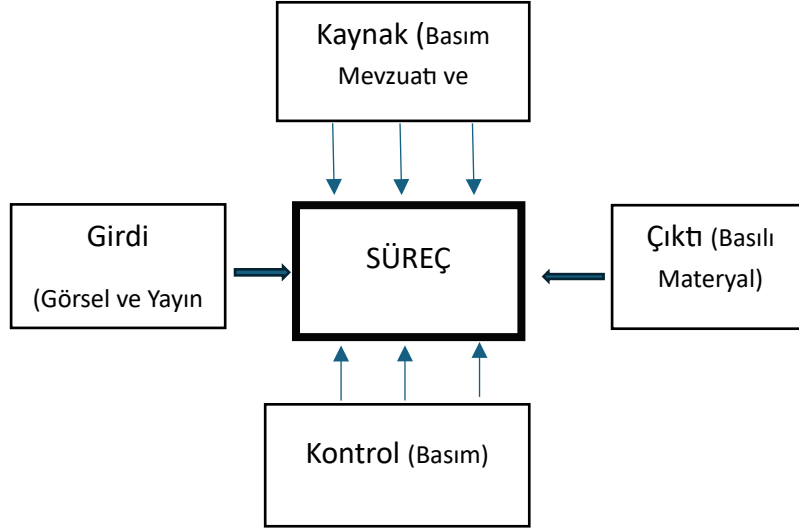 Kaynak (Basım
Mevzuatı ve
Girdi
(Görsel ve Yayın
SÜREÇ
Çıktı (Basılı
Materyal)
Kontrol (Basım)